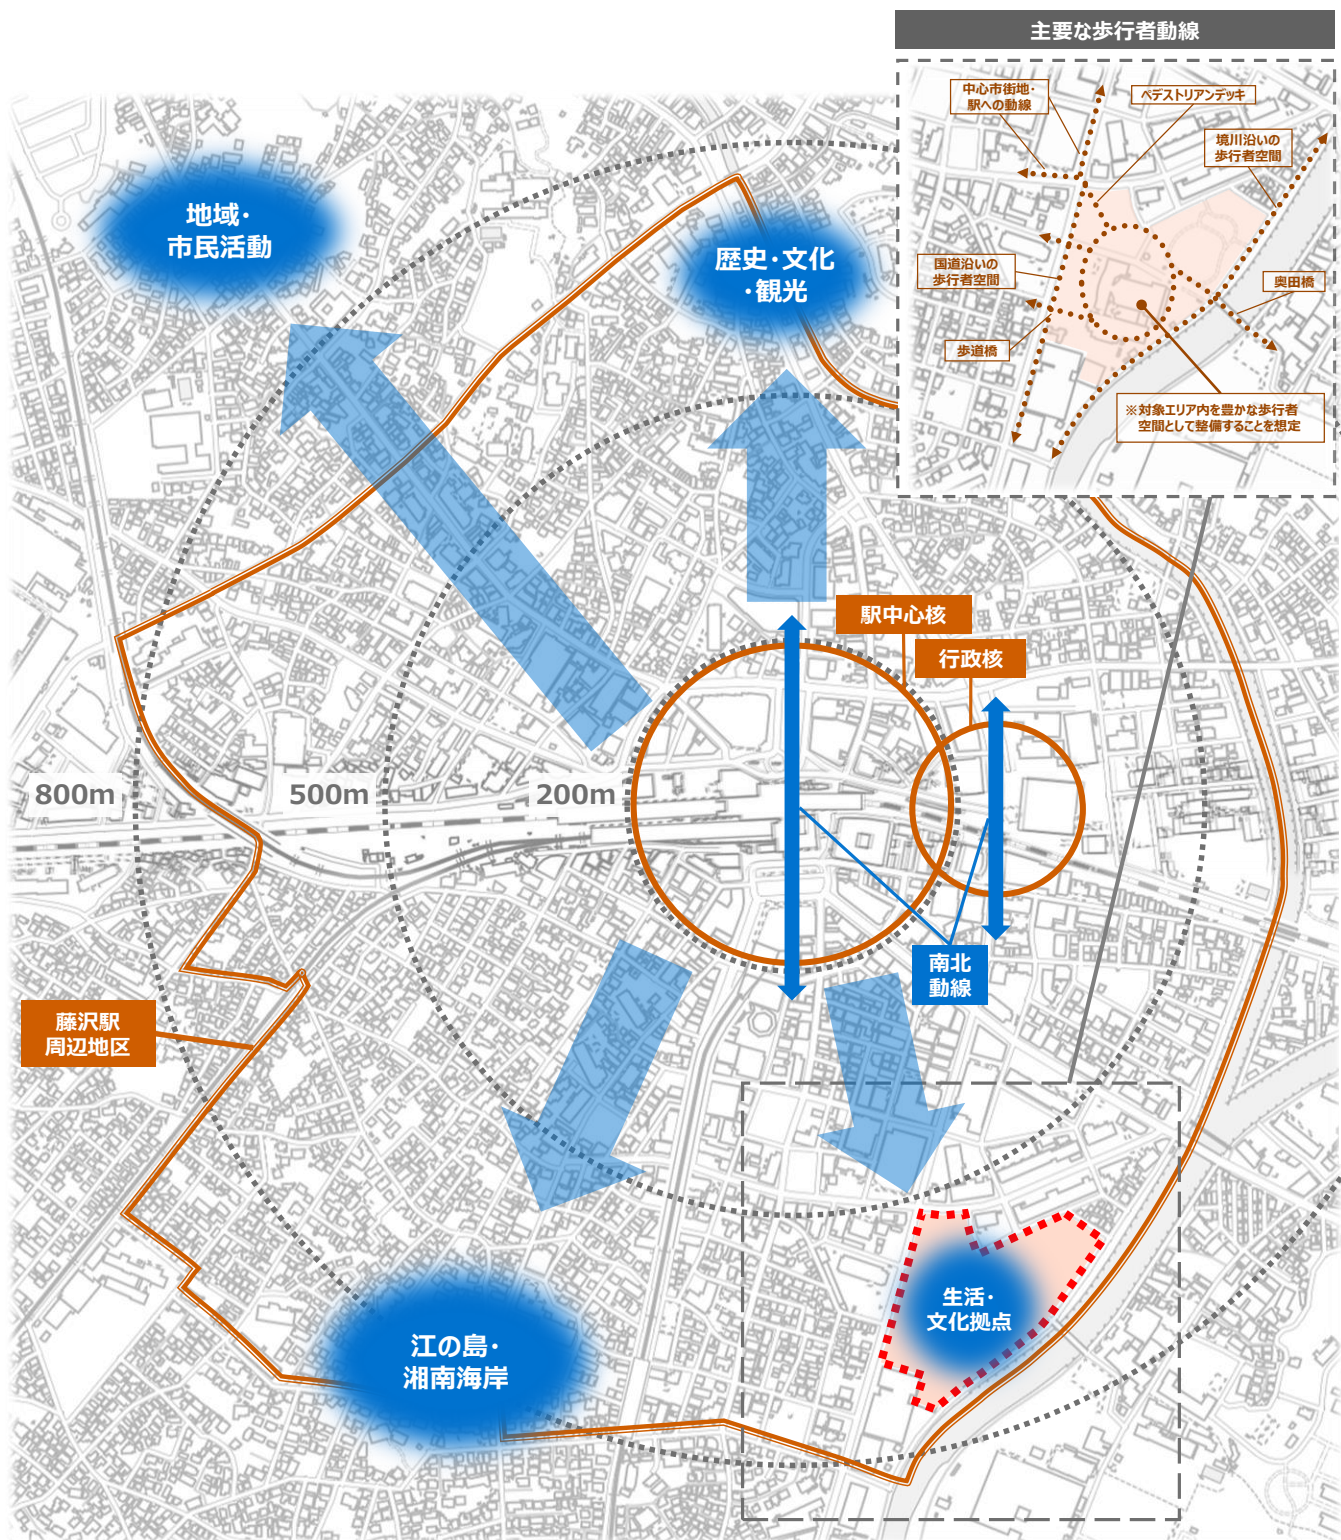 主要な歩行者動線
中心市街地・
駅への動線
ペデストリアンデッキ
境川沿いの
歩行者空間
国道沿いの
歩行者空間
奥田橋
歩道橋
※対象エリア内を豊かな歩行者
空間として整備することを想定
地域・
市民活動
歴史・文化
・観光
駅中心核
行政核
800m
500m
200m
南北
動線
藤沢駅
周辺地区
生活・
文化拠点
江の島・
湘南海岸